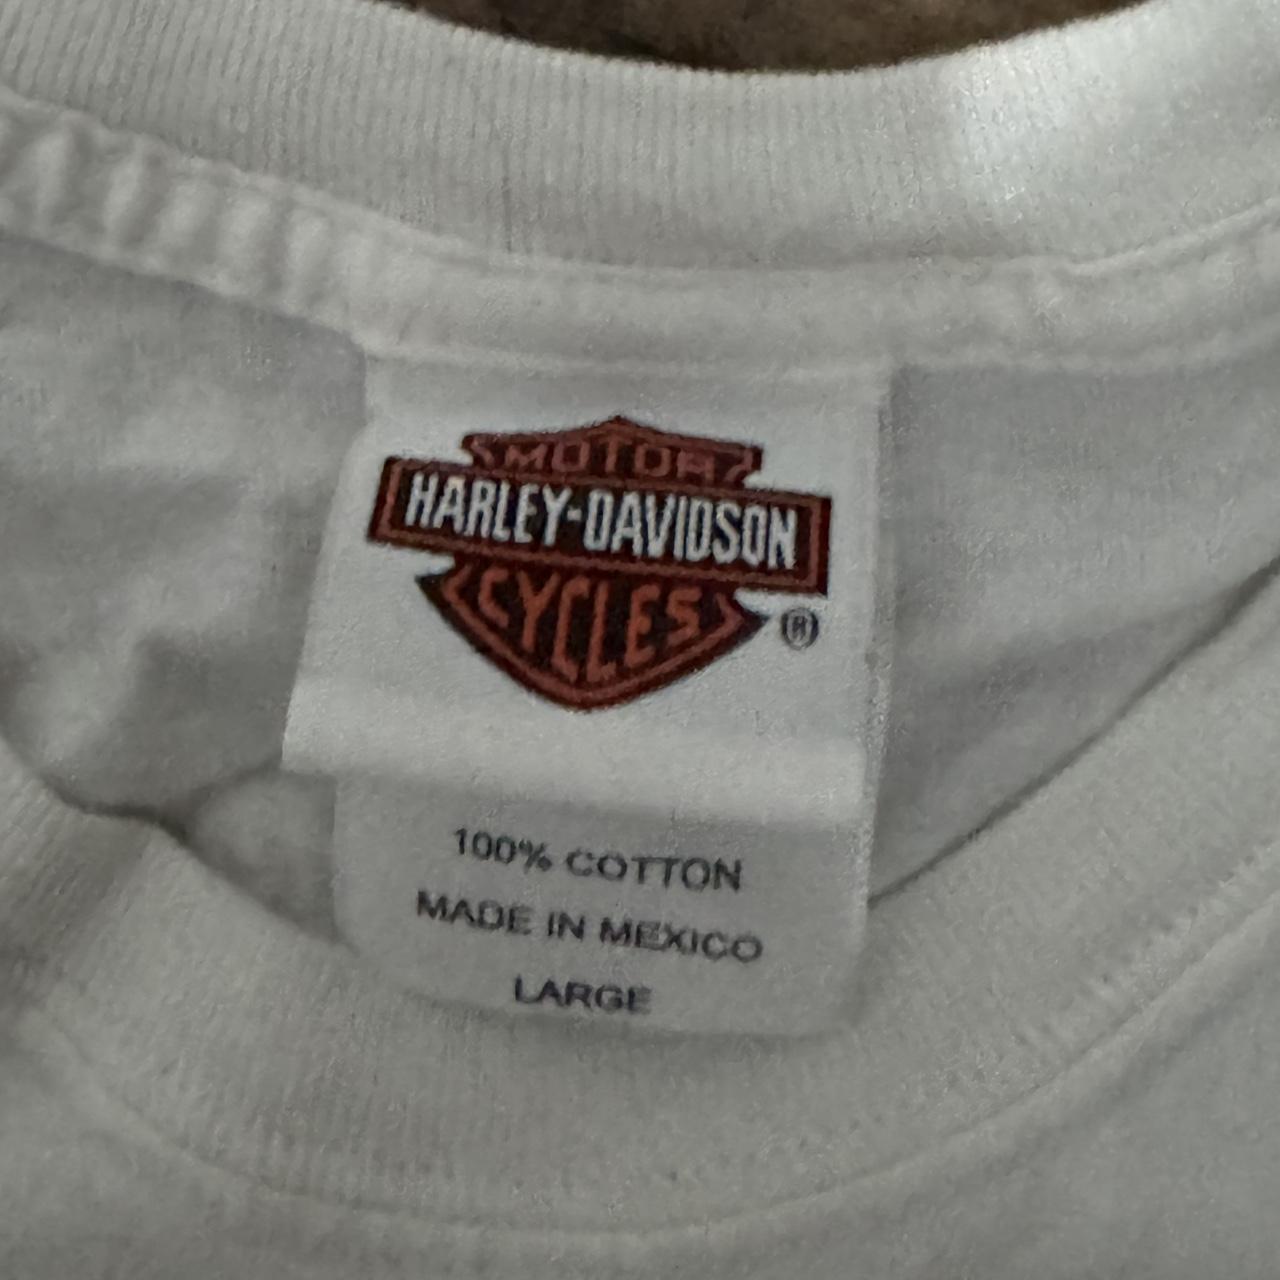 MOTOR
HARLEY-DAVIDSON
CYCLES
®
100% COTTON
MADE IN MEXICO
LARGE